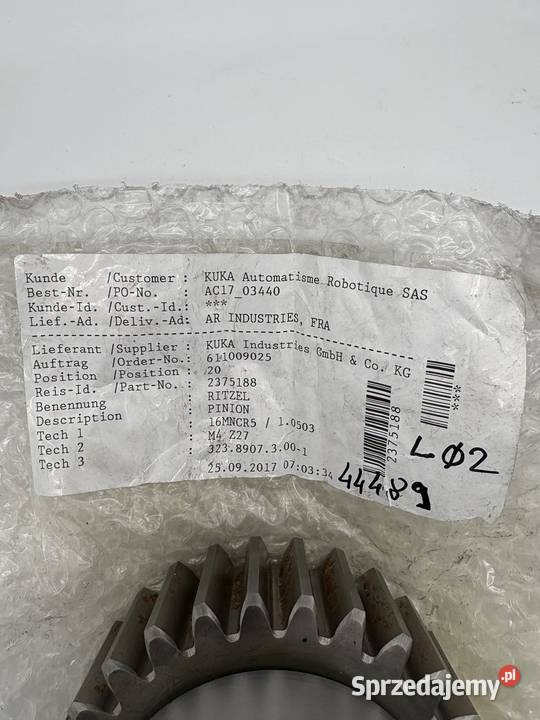 Kunde /Customer : KUKA Automatisme Robotique SAS
Best-Nr. /PO-No. : AC17_03440
Kunde-Id. /Cust.-Id.: ***
Lief.-Ad. /Deliv.-Ad: AR INDUSTRIES, FRA
Lieferant /Supplier : KUKA Industries GmbH & Co. KG
Auftrag /Order-No.: 611009025
Position /Position : 20
Reis-Id. /Part-No. : 2375188
Benennung : RITZEL
Description : PINION
Tech 1 : 16MNCR5 / 1.0503
Tech 2 : M4 Z27
Tech 3 : 323.8907.3.00-1
25.09.2017 07:03:34
2375188
***
LØ2
44489
Sprzedajemy.pl